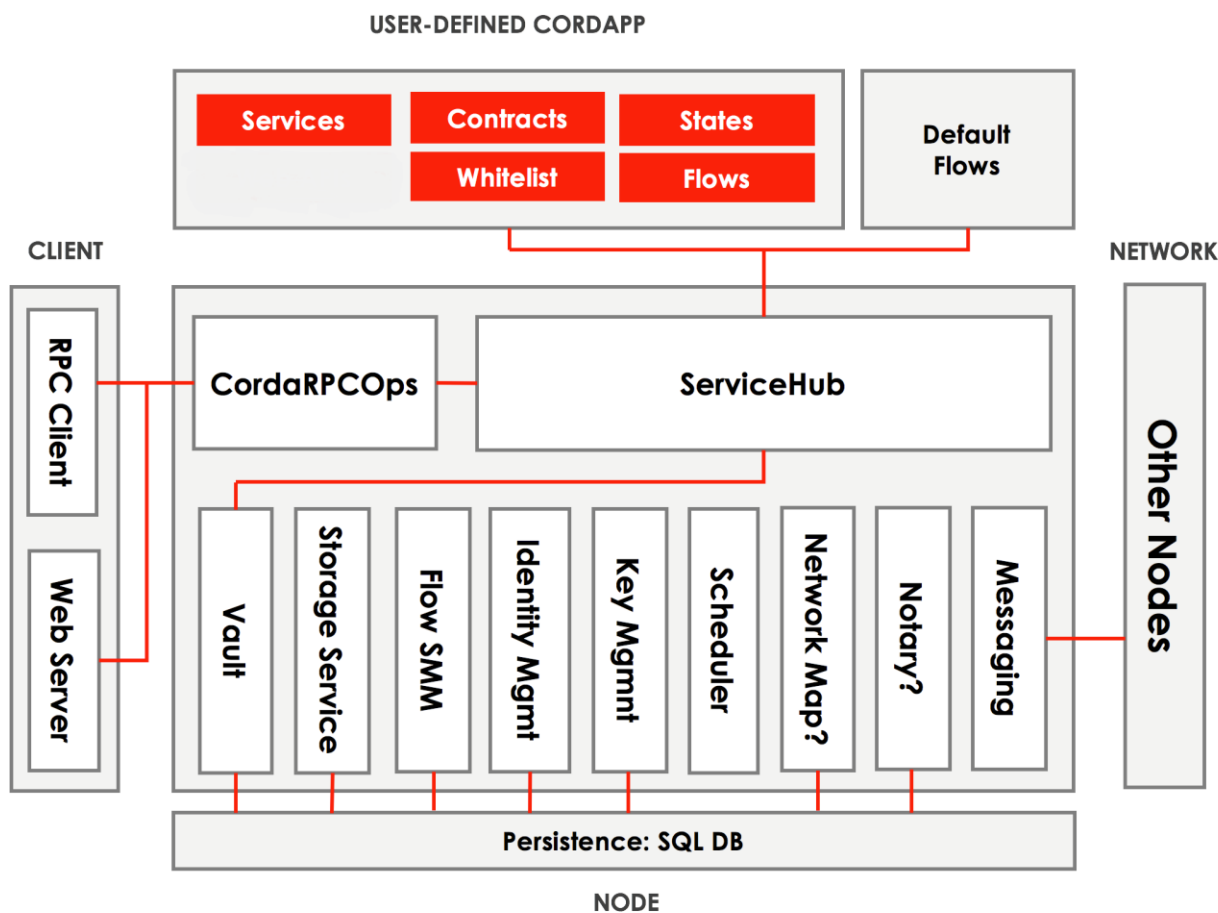 USER-DEFINED CORDAPP
Services
Contracts
States
Whitelist
Flows
Default
Flows
CLIENT
NETWORK
RPC Client
Web Server
CordaRPCOps
ServiceHub
Vault
Storage Service
Flow SMM
Identity Mgmt
Key Mgmnt
Scheduler
Network Map?
Notary?
Messaging
Other Nodes
Persistence: SQL DB
NODE